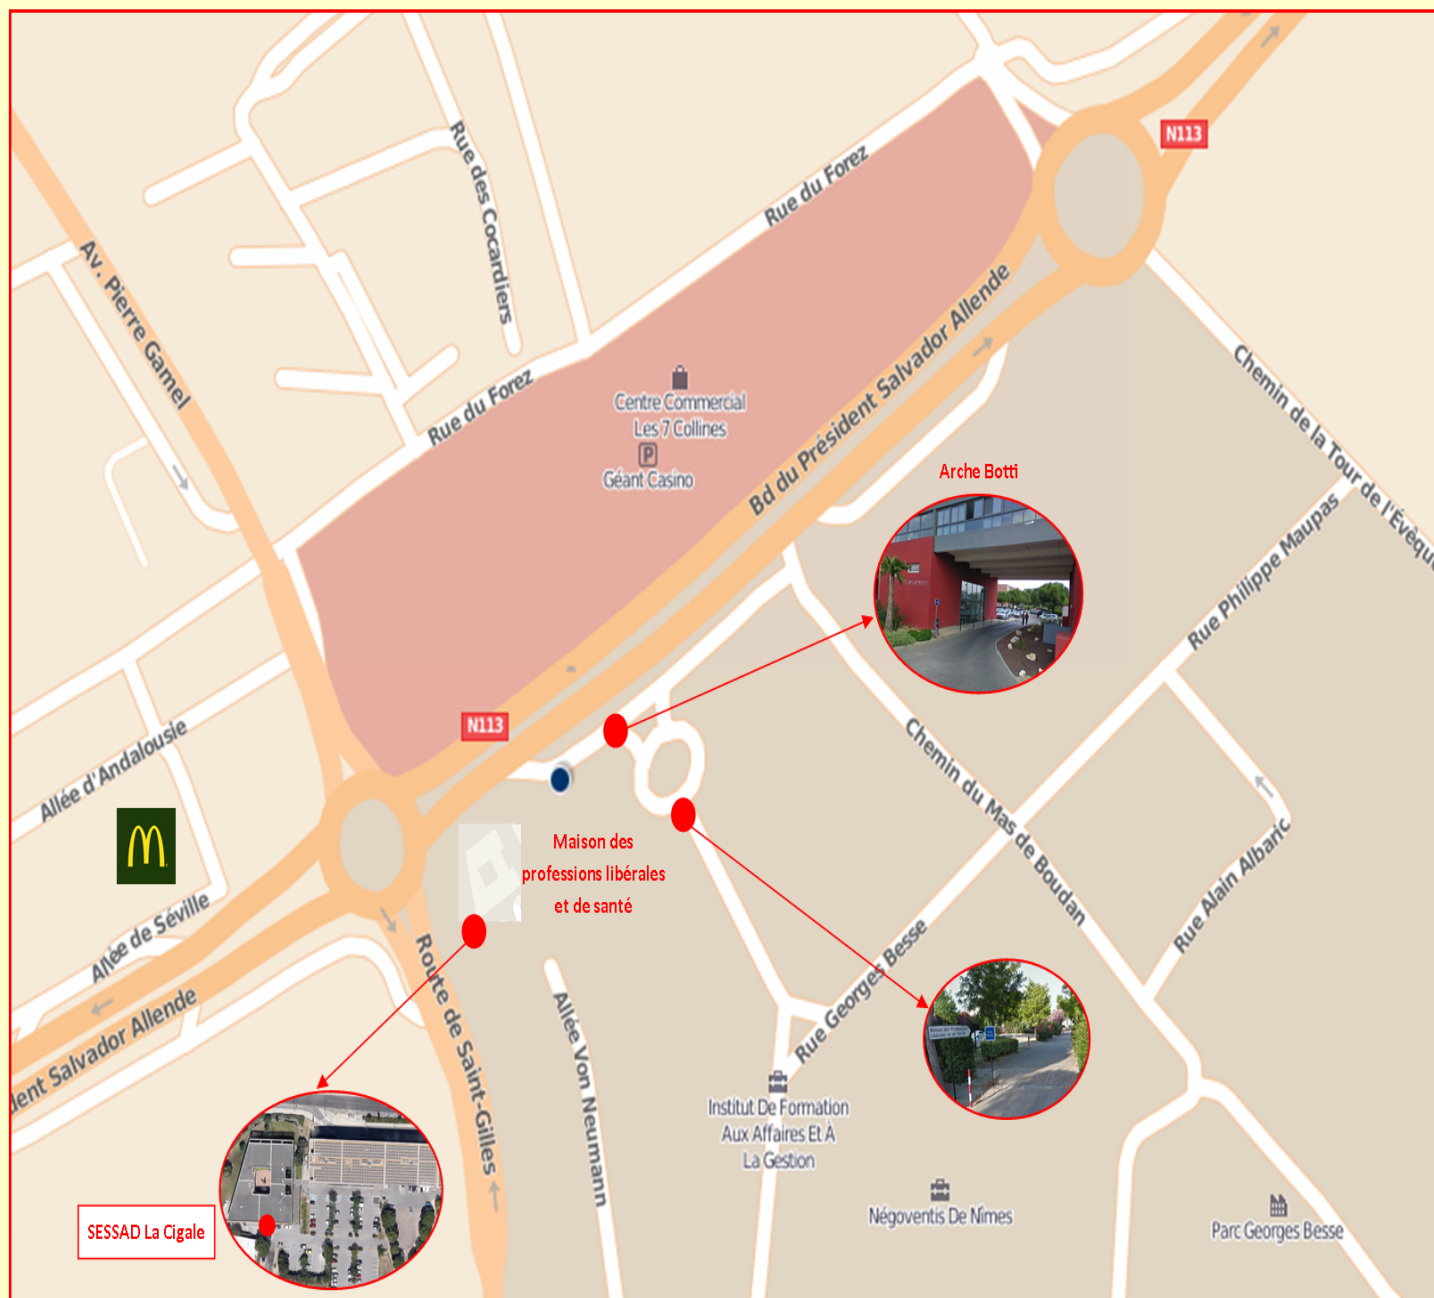 N113
Rue des Cocardiers
Rue du Forez
Av. Pierre Gamel
Bd du Président Salvador Allende
Chemin de la Tour de l'Évêqu
Rue du Forez
Centre Commercial
Les 7 Collines
P
Géant Casino
Arche Botti
Rue Philippe Maupas
N113
Allée d'Andalousie
Chemin du Mas de Boudan
Maison des
professions libérales
et de santé
Rue Alain Albaric
Allée de Séville
Route de Saint-Gilles
Rue Georges Besse
dent Salvador Allende
Allée Von Neumann
Institut De Formation
Aux Affaires Et À
La Gestion
Négoventis De Nîmes
Parc Georges Besse
SESSAD La Cigale